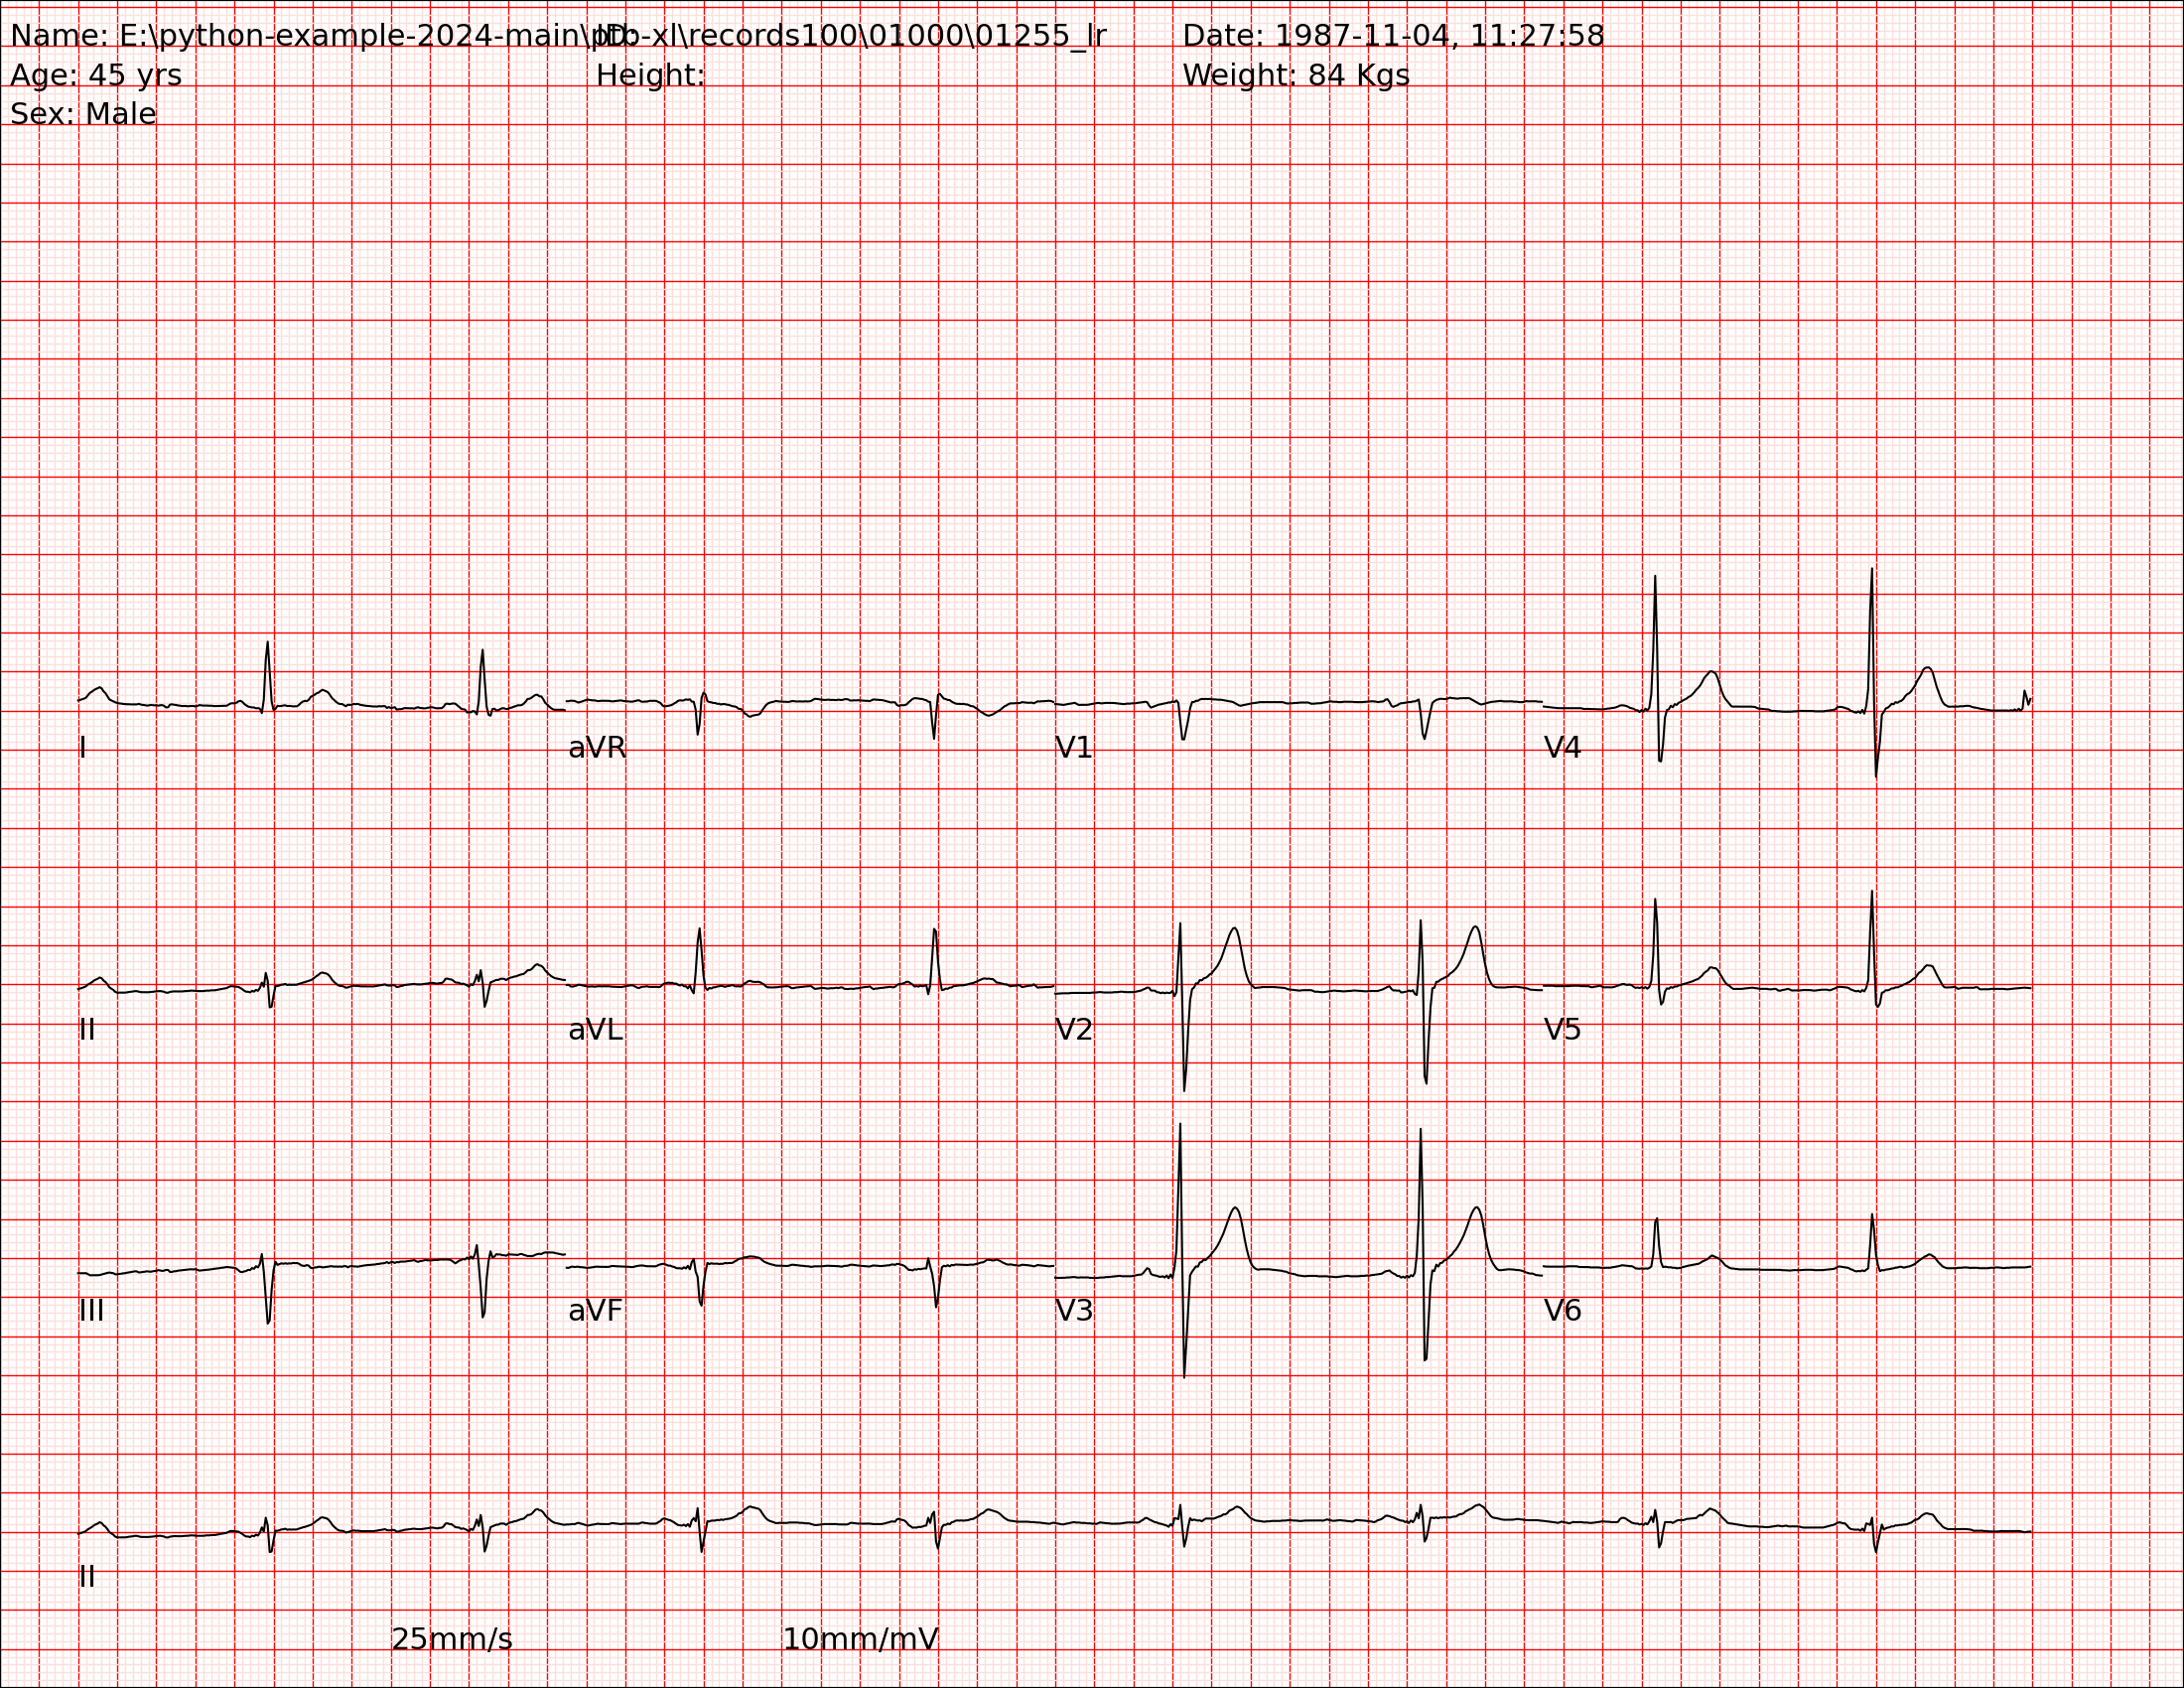 Name: E:\python-example-2024-main\ptb-xl\records100\01000\01255_lr ID: Date: 1987-11-04, 11:27:58
Age: 45 yrs Height: Weight: 84 Kgs
Sex: Male
I aVR V1 V4
II aVL V2 V5
III aVF V3 V6
II
25mm/s 10mm/mV